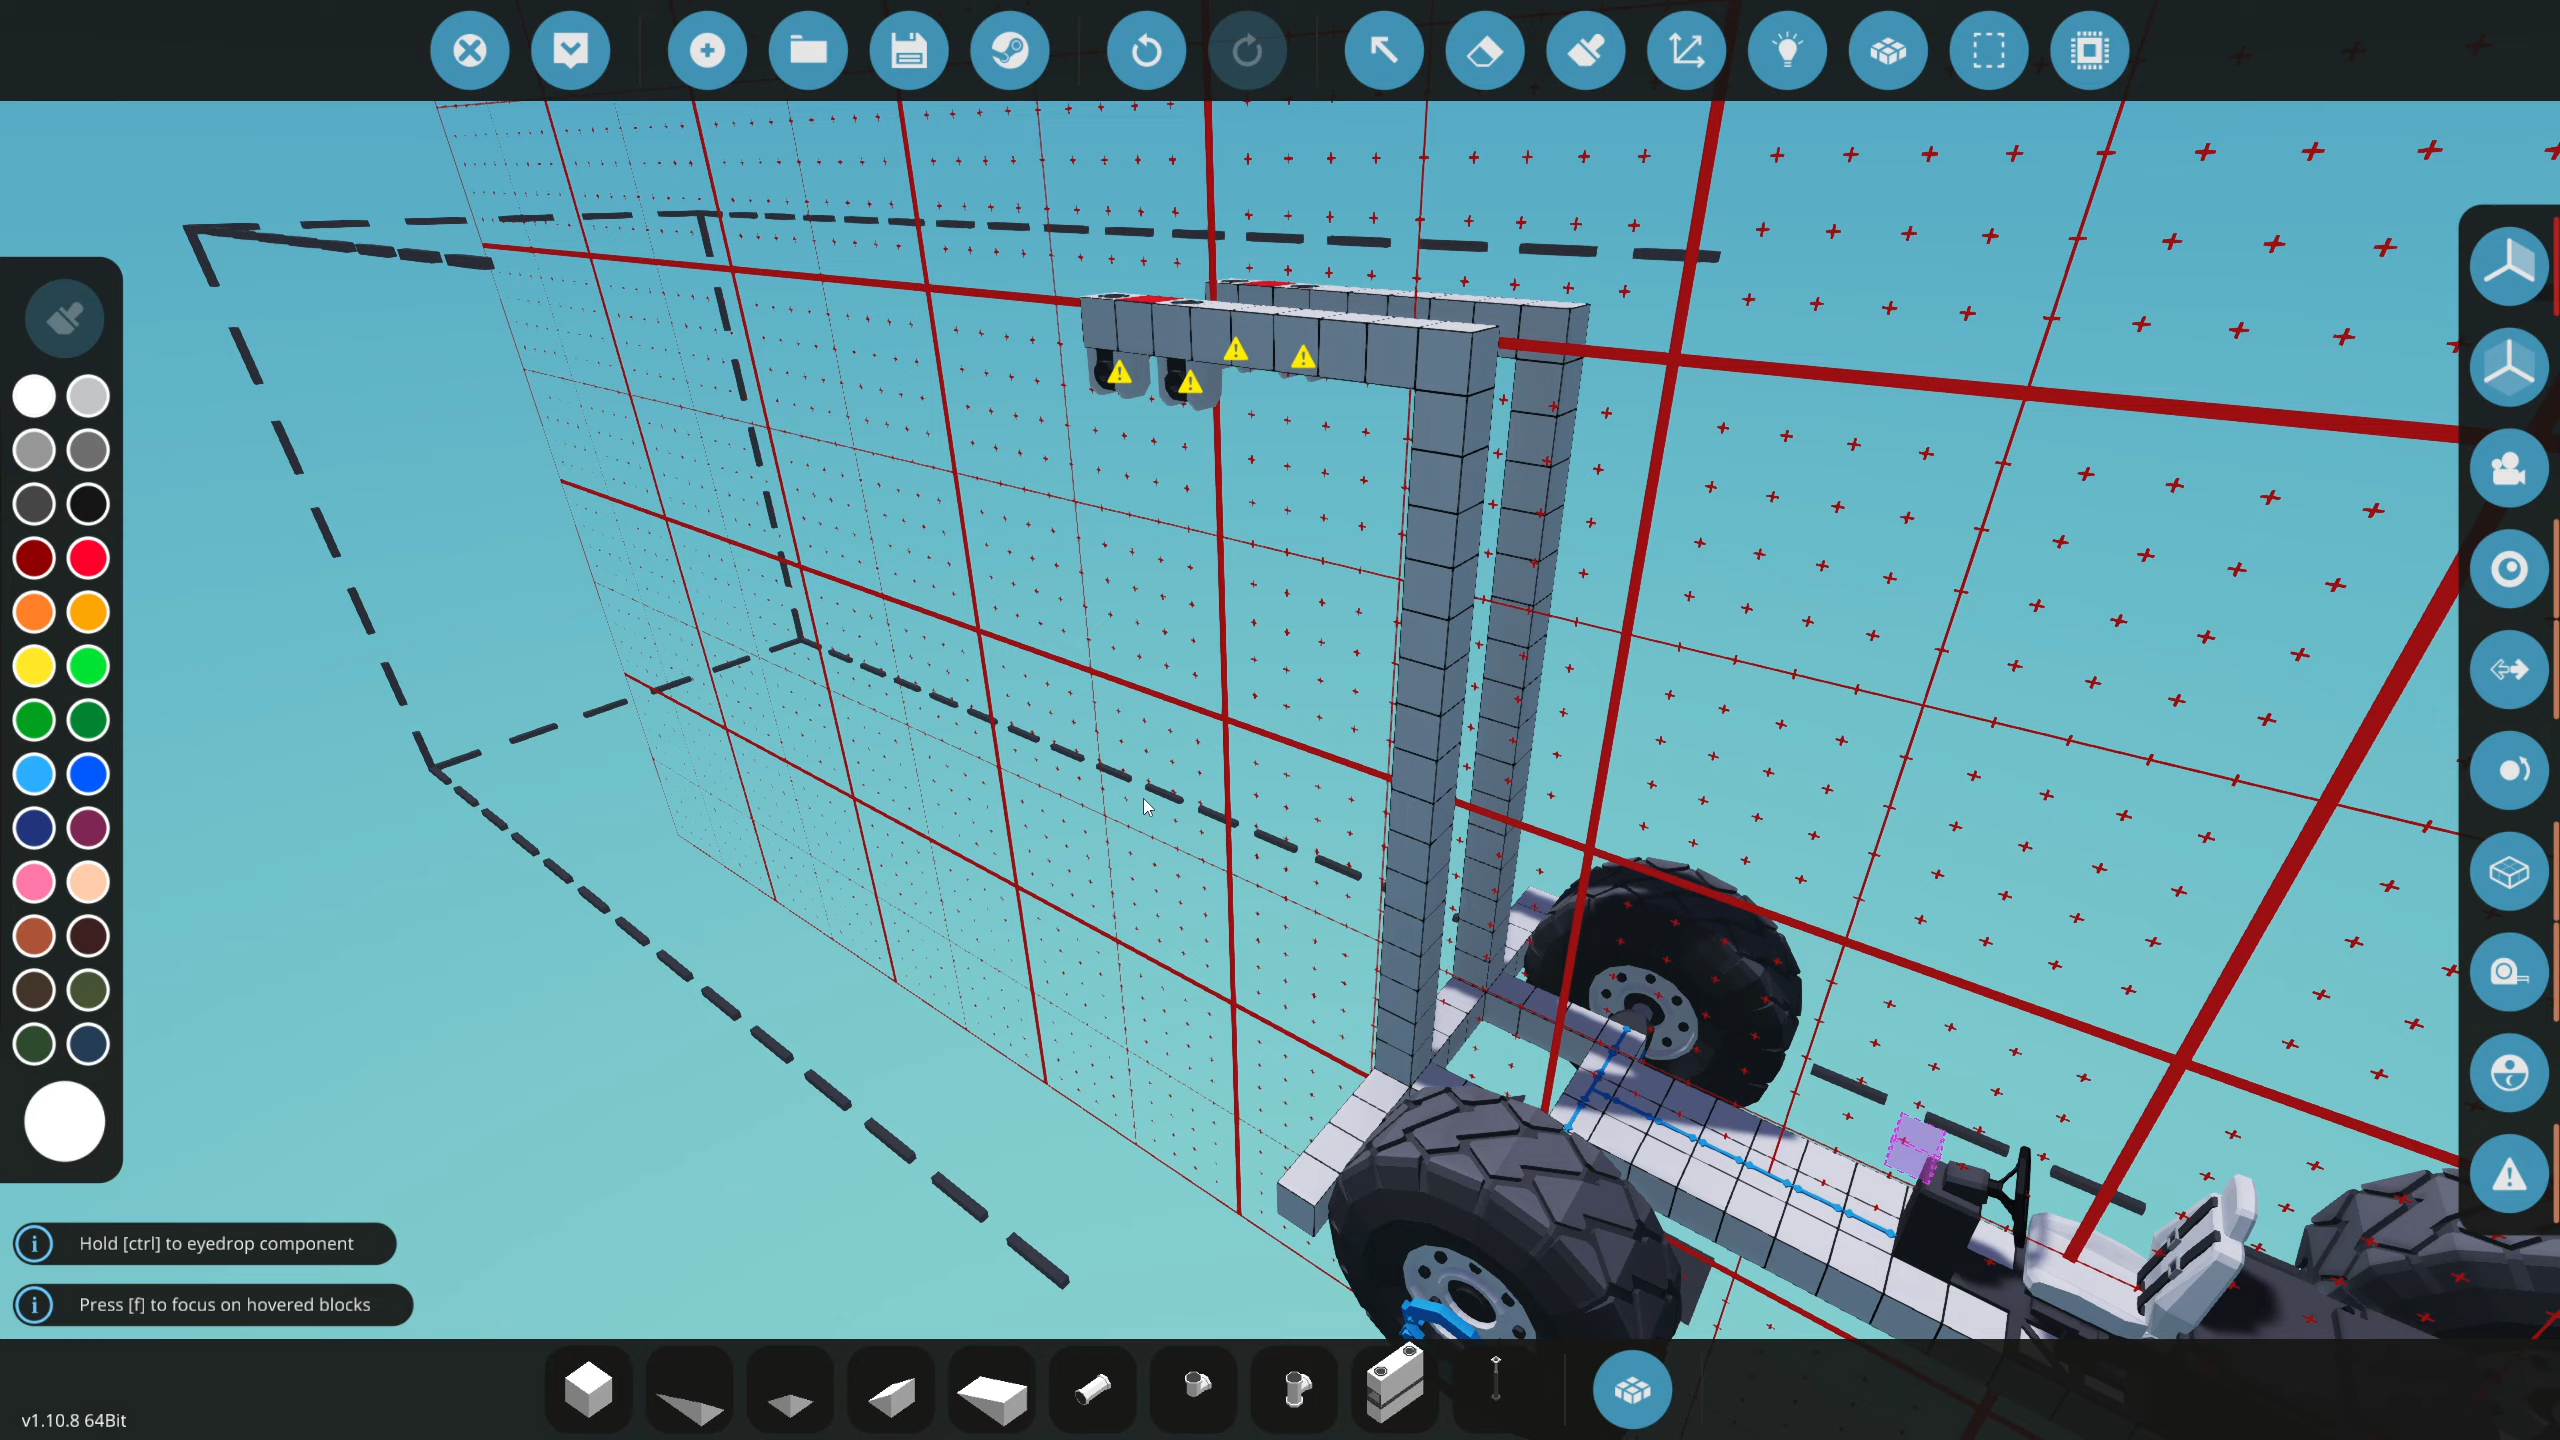 Hold [ctrl] to eyedrop component
Press [f] to focus on hovered blocks
v1.10.8 64Bit